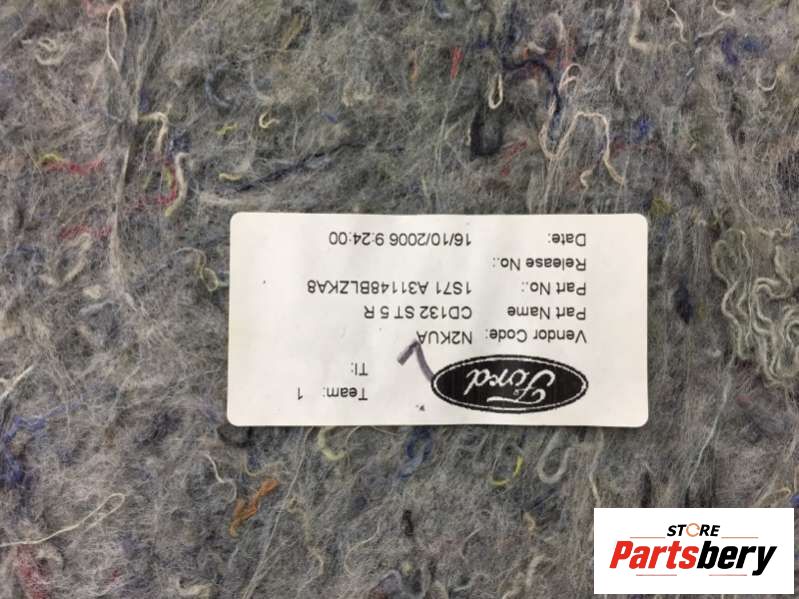 Ford
Team: 1
TI:
Vendor Code: N2KUA
Part Name CD132 ST 5 R
Part No.: 1S71 A31148BLZKA8
Release No.:
Date: 16/10/2006 9:24:00
STORE
Partsbery